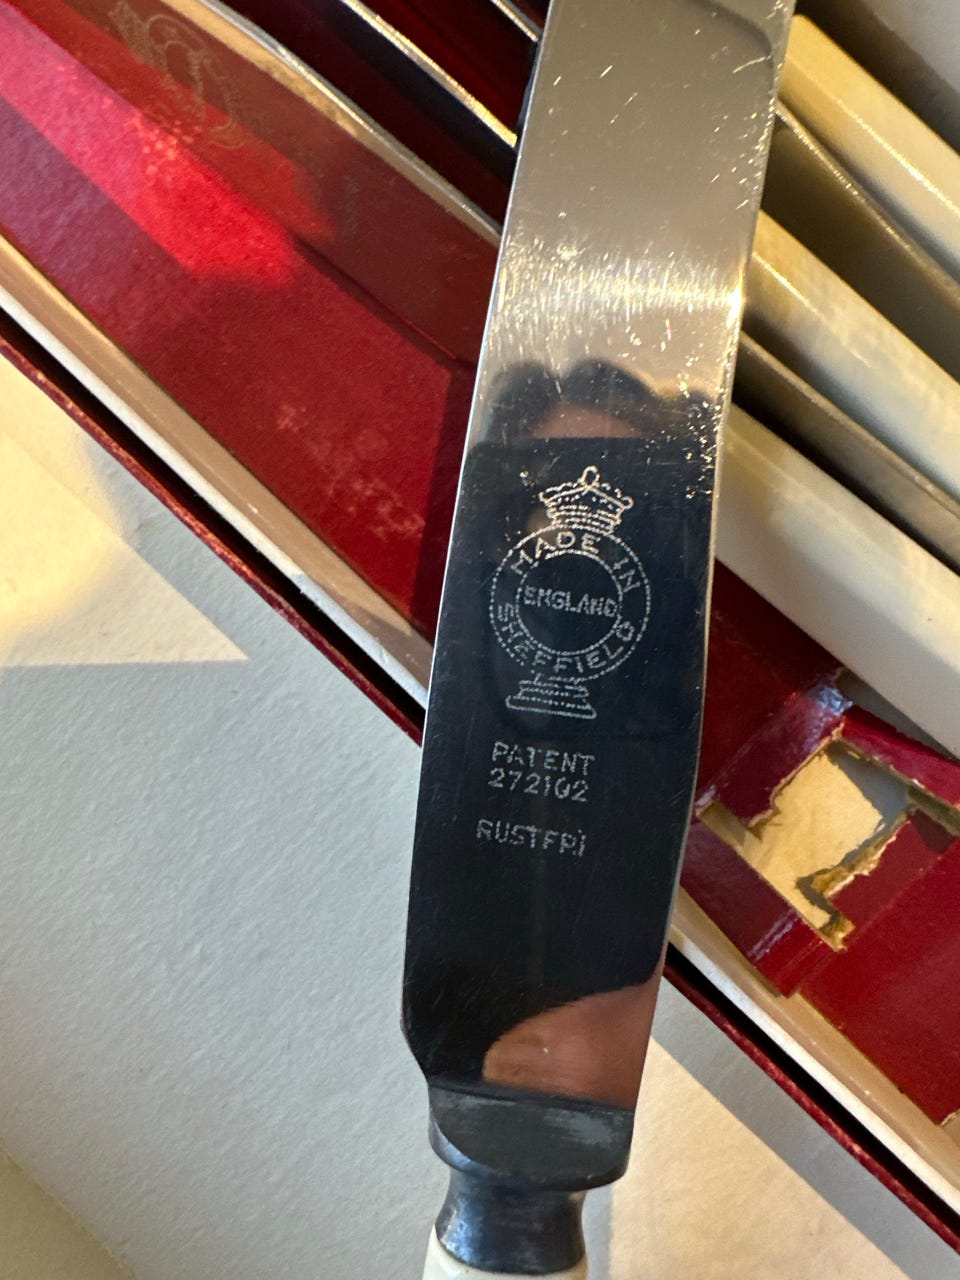 MADE IN
ENGLAND
SHEFFIELD
PATENT
272102
RUSTFRI